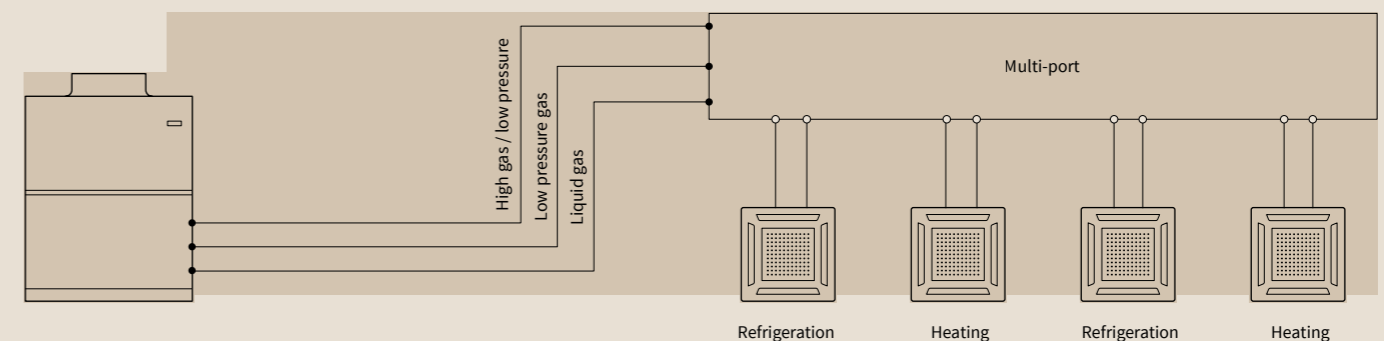 High gas / low pressure
Low pressure gas
Liquid gas
Multi-port
Refrigeration
Heating
Refrigeration
Heating